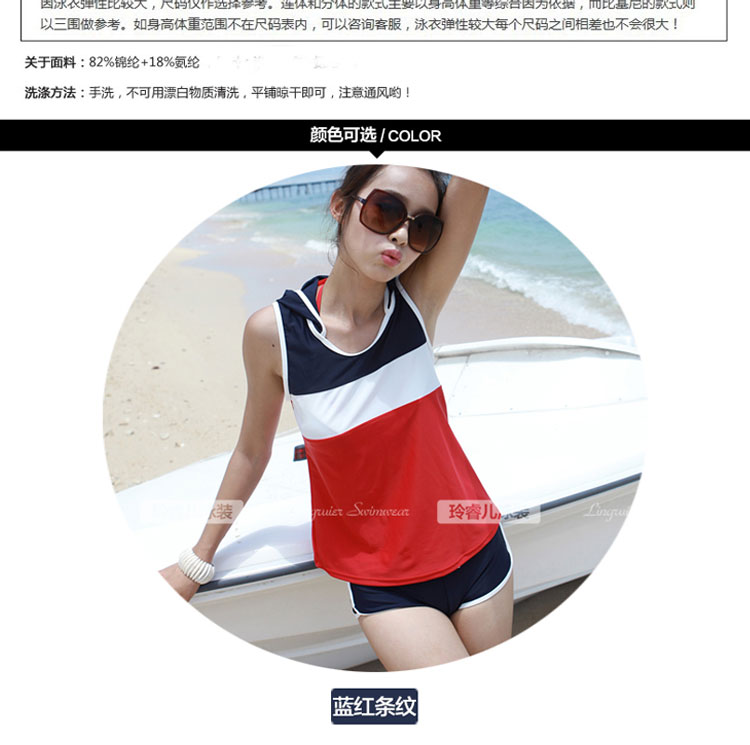 因泳衣弹性比较大，尺码仅作选择参考。连体和分体的款式主要以身高体重等综合因为依据，而比基尼的款式则
以三围做参考。如身高体重范围不在尺码表内，可以咨询客服，泳衣弹性较大每个尺码之间相差也不会很大！
关于面料：82%锦纶+18%氨纶
洗涤方法：手洗，不可用漂白物质清洗，平铺晾干即可，注意通风哟！
颜色可选 / COLOR
玲睿儿泳装 Lingruier Swimwear 玲睿儿泳装 Lingruier
蓝红条纹